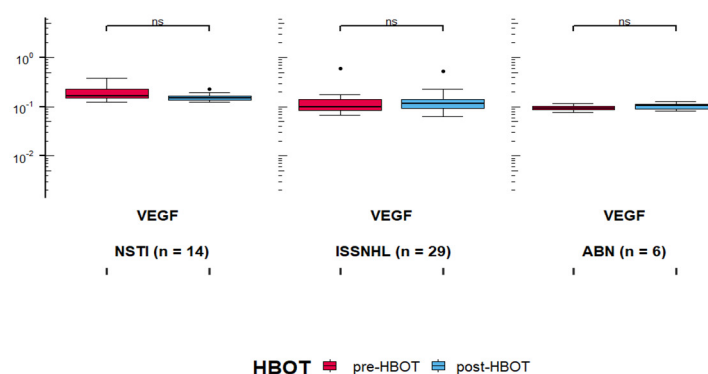 ns ns ns
10⁰
10⁻¹
10⁻²
VEGF VEGF VEGF
NSTI (n = 14) ISSNHL (n = 29) ABN (n = 6)
HBOT pre-HBOT post-HBOT